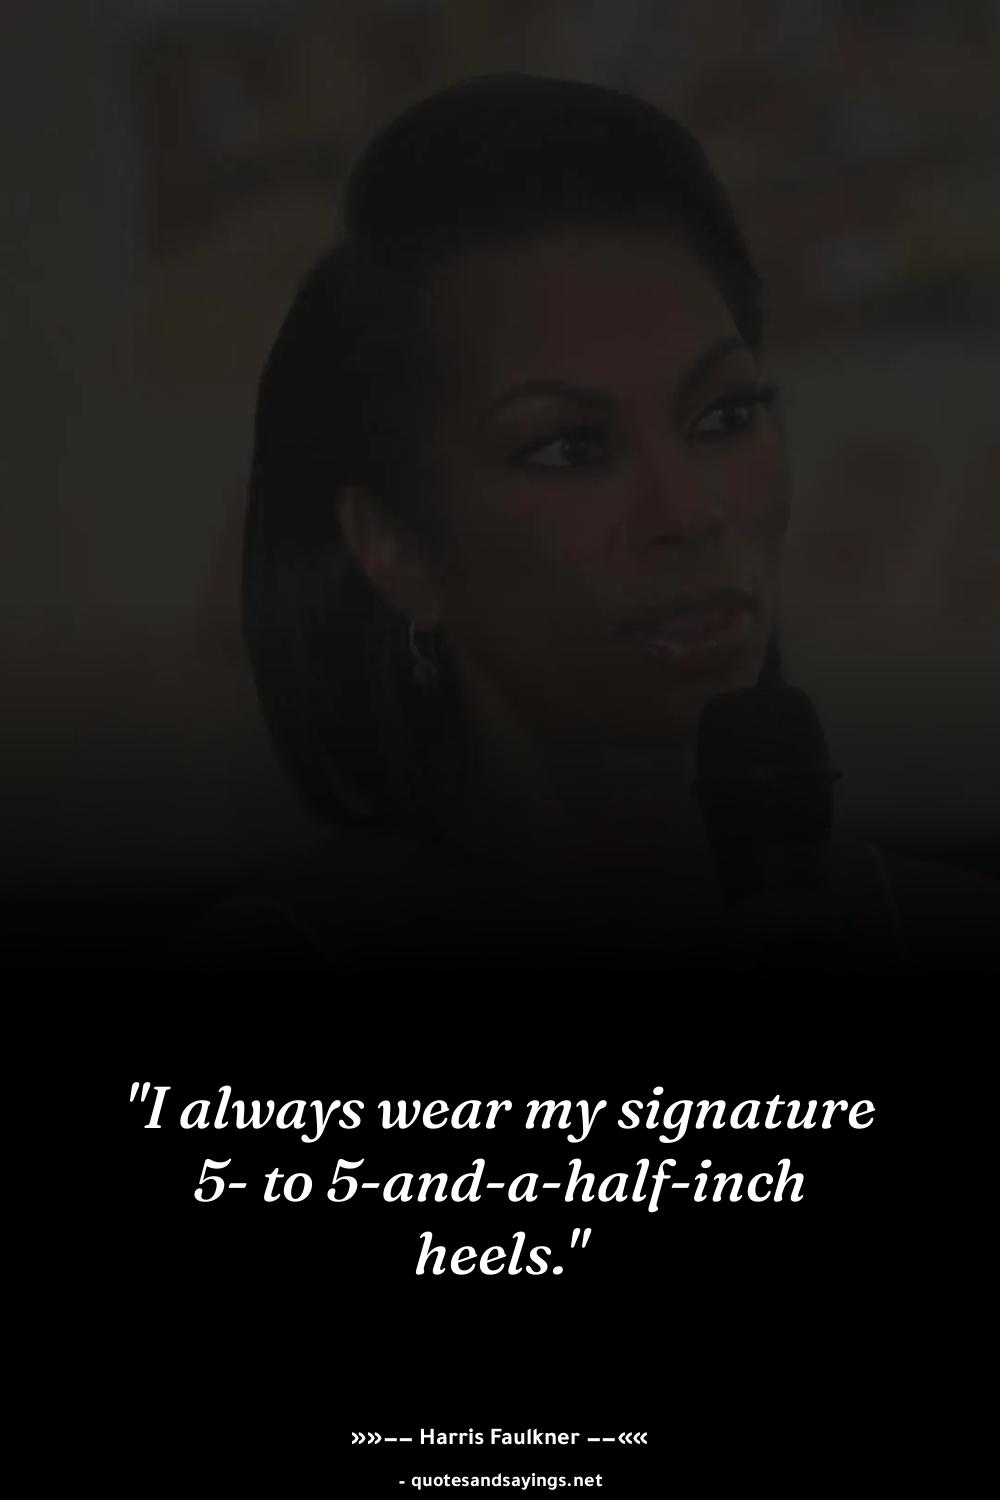 "I always wear my signature
5- to 5-and-a-half-inch
heels."
»»–– Harris Faulkner ––««
- quotesandsayings.net